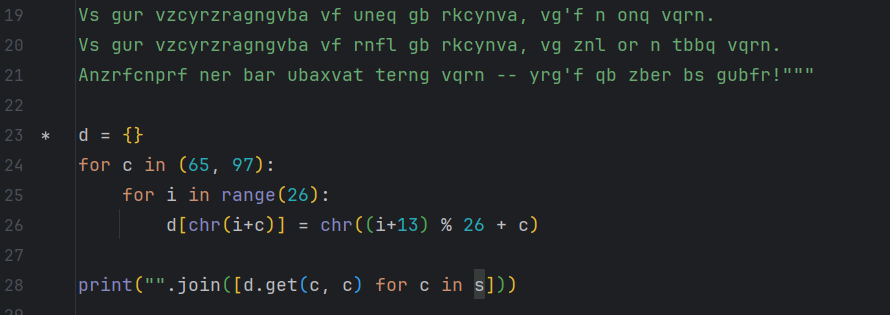 19 Vs gur vzcyrzragngvba vf uneq gb rkcynva, vg'f n onq vqrn.
20 Vs gur vzcyrzragngvba vf rnfl gb rkcynva, vg znl or n tbbq vqrn.
21 Anzrfcnprf ner bar ubaxvat terng vqrn -- yrg'f qb zber bs gubfr!"""
22
23 * d = {}
24 for c in (65, 97):
25     for i in range(26):
26         d[chr(i+c)] = chr((i+13) % 26 + c)
27
28 print("".join([d.get(c, c) for c in s]))
29